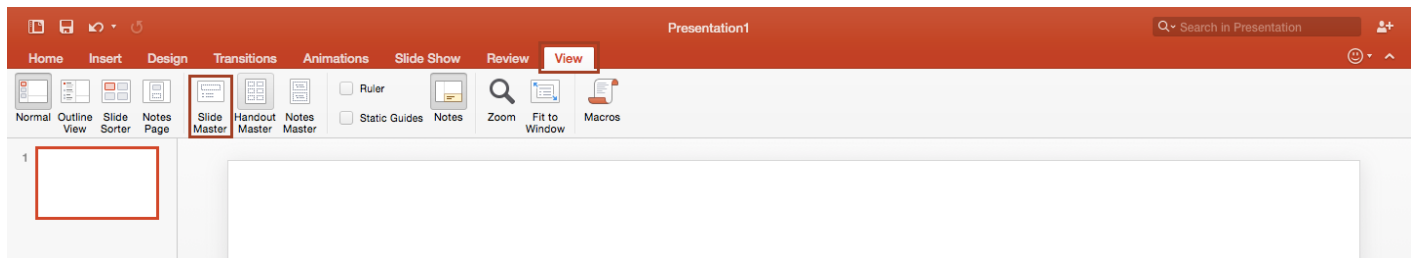 Presentation1
Search in Presentation
Home Insert Design Transitions Animations Slide Show Review View
Ruler
Static Guides
Normal Outline View Slide Sorter Notes Page Slide Master Handout Master Notes Master Notes Zoom Fit to Window Macros
1